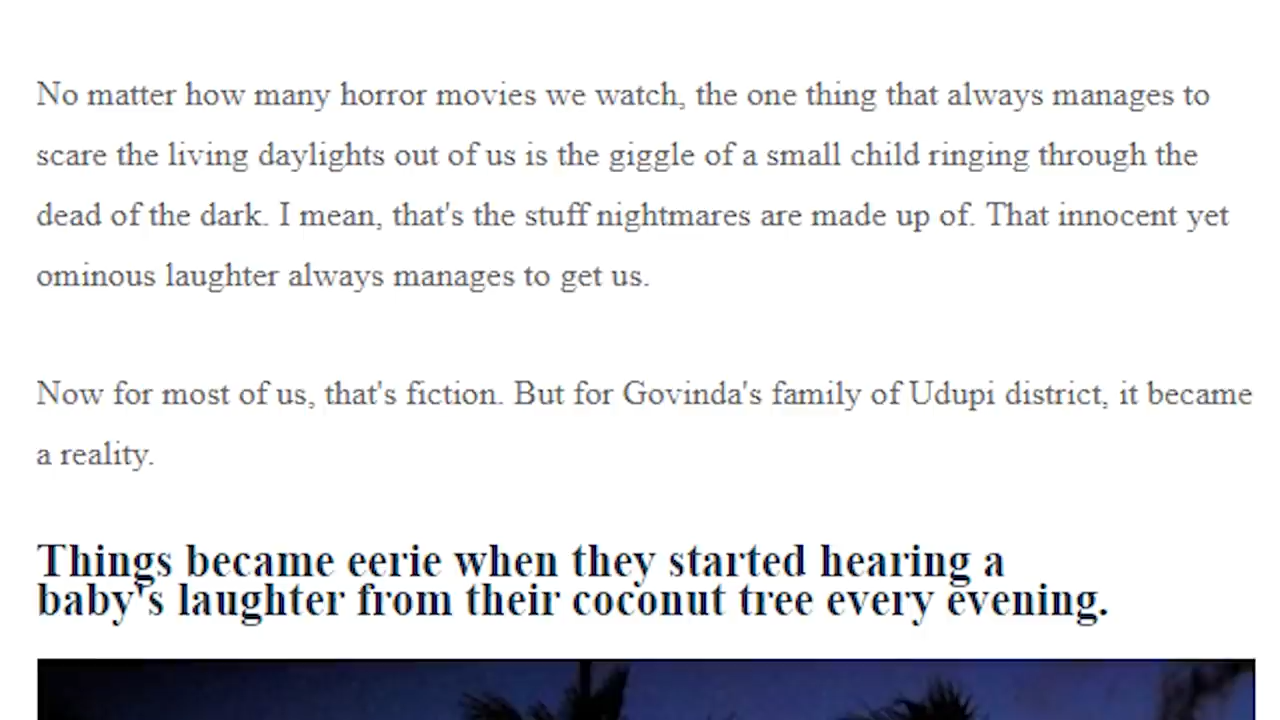 No matter how many horror movies we watch, the one thing that always manages to
scare the living daylights out of us is the giggle of a small child ringing through the
dead of the dark. I mean, that's the stuff nightmares are made up of. That innocent yet
ominous laughter always manages to get us.
Now for most of us, that's fiction. But for Govinda's family of Udupi district, it became
a reality.
Things became eerie when they started hearing a
baby's laughter from their coconut tree every evening.